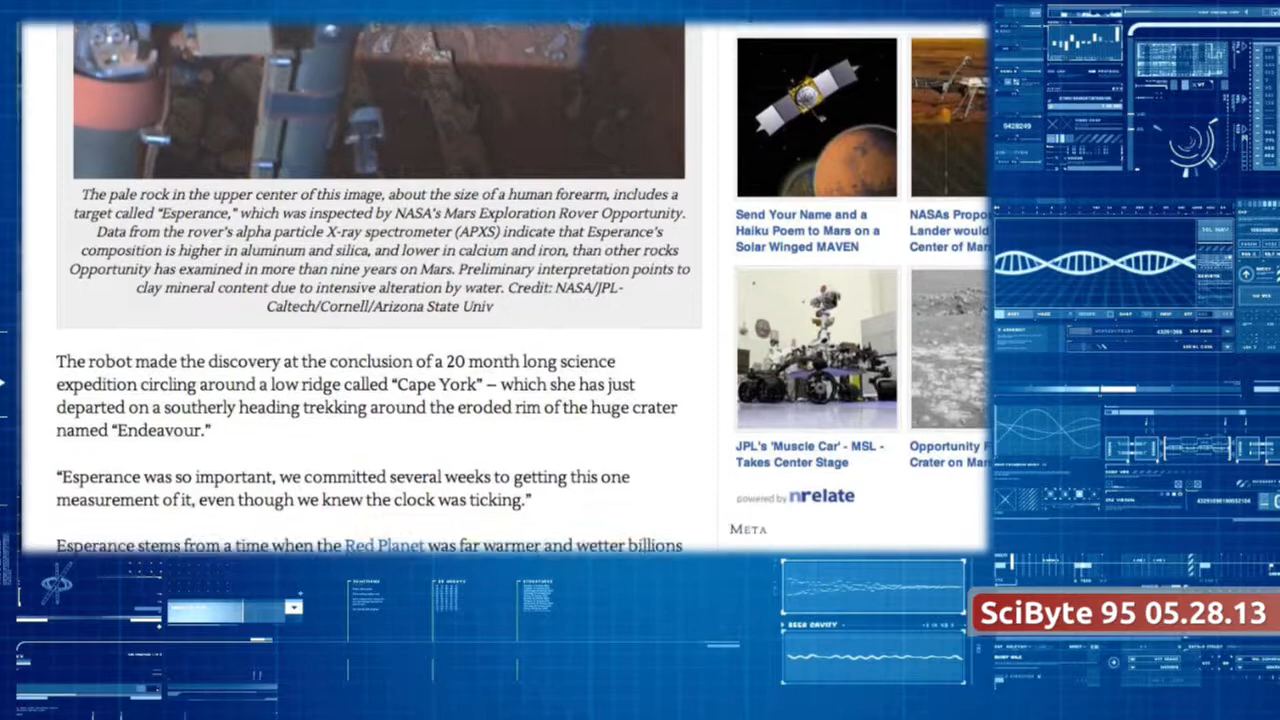 The pale rock in the upper center of this image, about the size of a human forearm, includes a
target called “Esperance,” which was inspected by NASA's Mars Exploration Rover Opportunity.
Data from the rover's alpha particle X-ray spectrometer (APXS) indicate that Esperance's
composition is higher in aluminum and silica, and lower in calcium and iron, than other rocks
Opportunity has examined in more than nine years on Mars. Preliminary interpretation points to
clay mineral content due to intensive alteration by water. Credit: NASA/JPL-
Caltech/Cornell/Arizona State Univ
The robot made the discovery at the conclusion of a 20 month long science
expedition circling around a low ridge called “Cape York” – which she has just
departed on a southerly heading trekking around the eroded rim of the huge crater
named “Endeavour.”
“Esperance was so important, we committed several weeks to getting this one
measurement of it, even though we knew the clock was ticking.”
Esperance stems from a time when the Red Planet was far warmer and wetter billions
Send Your Name and a
Haiku Poem to Mars on a
Solar Winged MAVEN
NASAs Propo
Lander would
Center of Mar
JPL's 'Muscle Car' - MSL -
Takes Center Stage
Opportunity F
Crater on Mar
powered by nrelate
META
9428249
SciByte 95 05.28.13